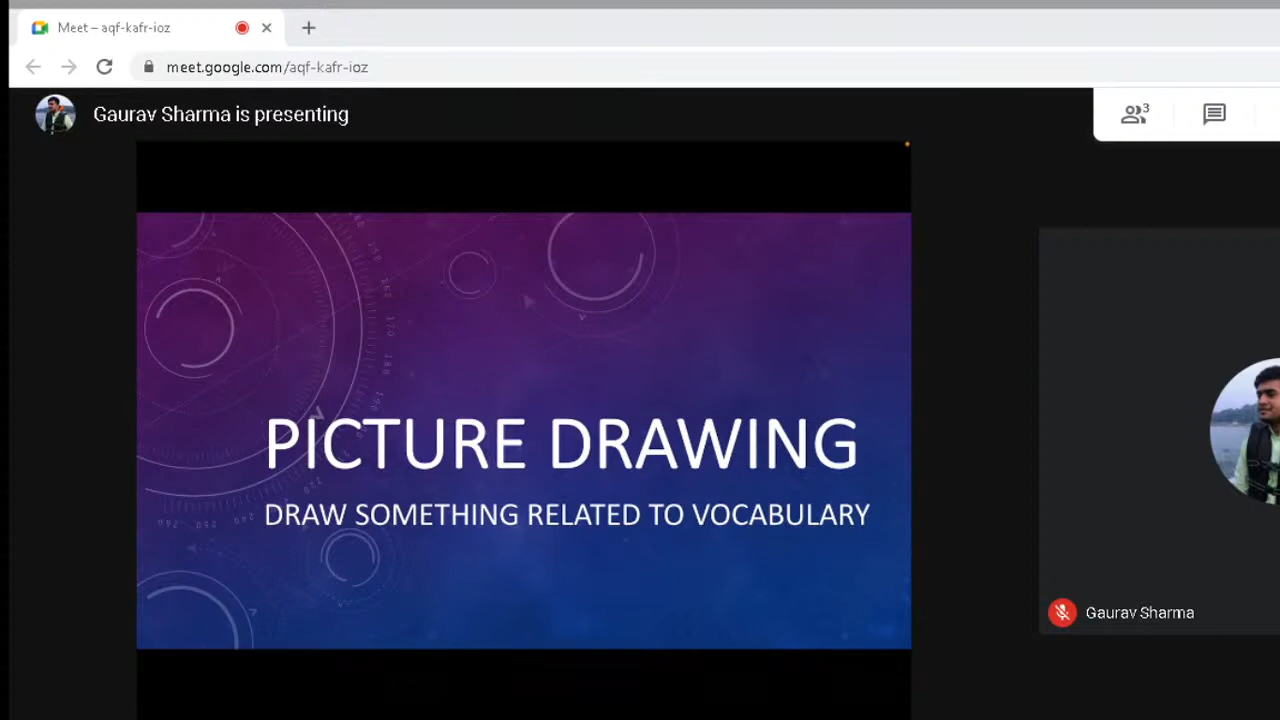 Meet – aqf-kafr-ioz
meet.google.com/aqf-kafr-ioz
Gaurav Sharma is presenting
3
PICTURE DRAWING
DRAW SOMETHING RELATED TO VOCABULARY
Gaurav Sharma